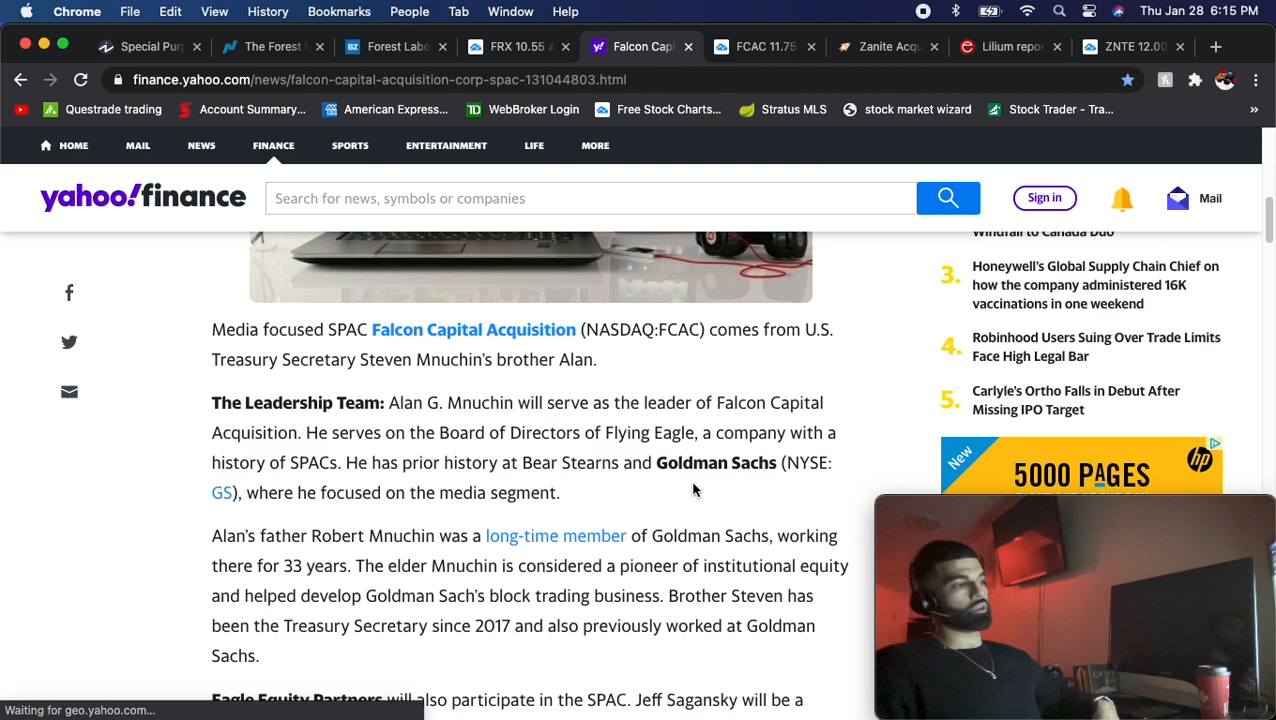 Chrome File Edit View History Bookmarks People Tab Window Help Thu Jan 28 6:15 PM
Special Pur The Forest Forest Labo FRX 10.55 Falcon Capi FCAC 11.75 Zanite Acqu Lilium repor ZNTE 12.00
finance.yahoo.com/news/falcon-capital-acquisition-corp-spac-131044803.html
Questrade trading Account Summary... American Express... WebBroker Login Free Stock Charts... Stratus MLS stock market wizard Stock Trader - Tra... »
HOME MAIL NEWS FINANCE SPORTS ENTERTAINMENT LIFE MORE
yahoo!finance Search for news, symbols or companies Sign in Mail
Windfall to Canada Duo
3. Honeywell's Global Supply Chain Chief on
how the company administered 16K
vaccinations in one weekend
4. Robinhood Users Suing Over Trade Limits
Face High Legal Bar
5. Carlyle's Ortho Falls in Debut After
Missing IPO Target
New hp
5000 PAGES
Media focused SPAC Falcon Capital Acquisition (NASDAQ:FCAC) comes from U.S.
Treasury Secretary Steven Mnuchin's brother Alan.
The Leadership Team: Alan G. Mnuchin will serve as the leader of Falcon Capital
Acquisition. He serves on the Board of Directors of Flying Eagle, a company with a
history of SPACs. He has prior history at Bear Stearns and Goldman Sachs (NYSE:
GS), where he focused on the media segment.
Alan's father Robert Mnuchin was a long-time member of Goldman Sachs, working
there for 33 years. The elder Mnuchin is considered a pioneer of institutional equity
and helped develop Goldman Sach's block trading business. Brother Steven has
been the Treasury Secretary since 2017 and also previously worked at Goldman
Sachs.
Eagle Equity Partners will also participate in the SPAC. Jeff Sagansky will be a
Waiting for geo.yahoo.com...